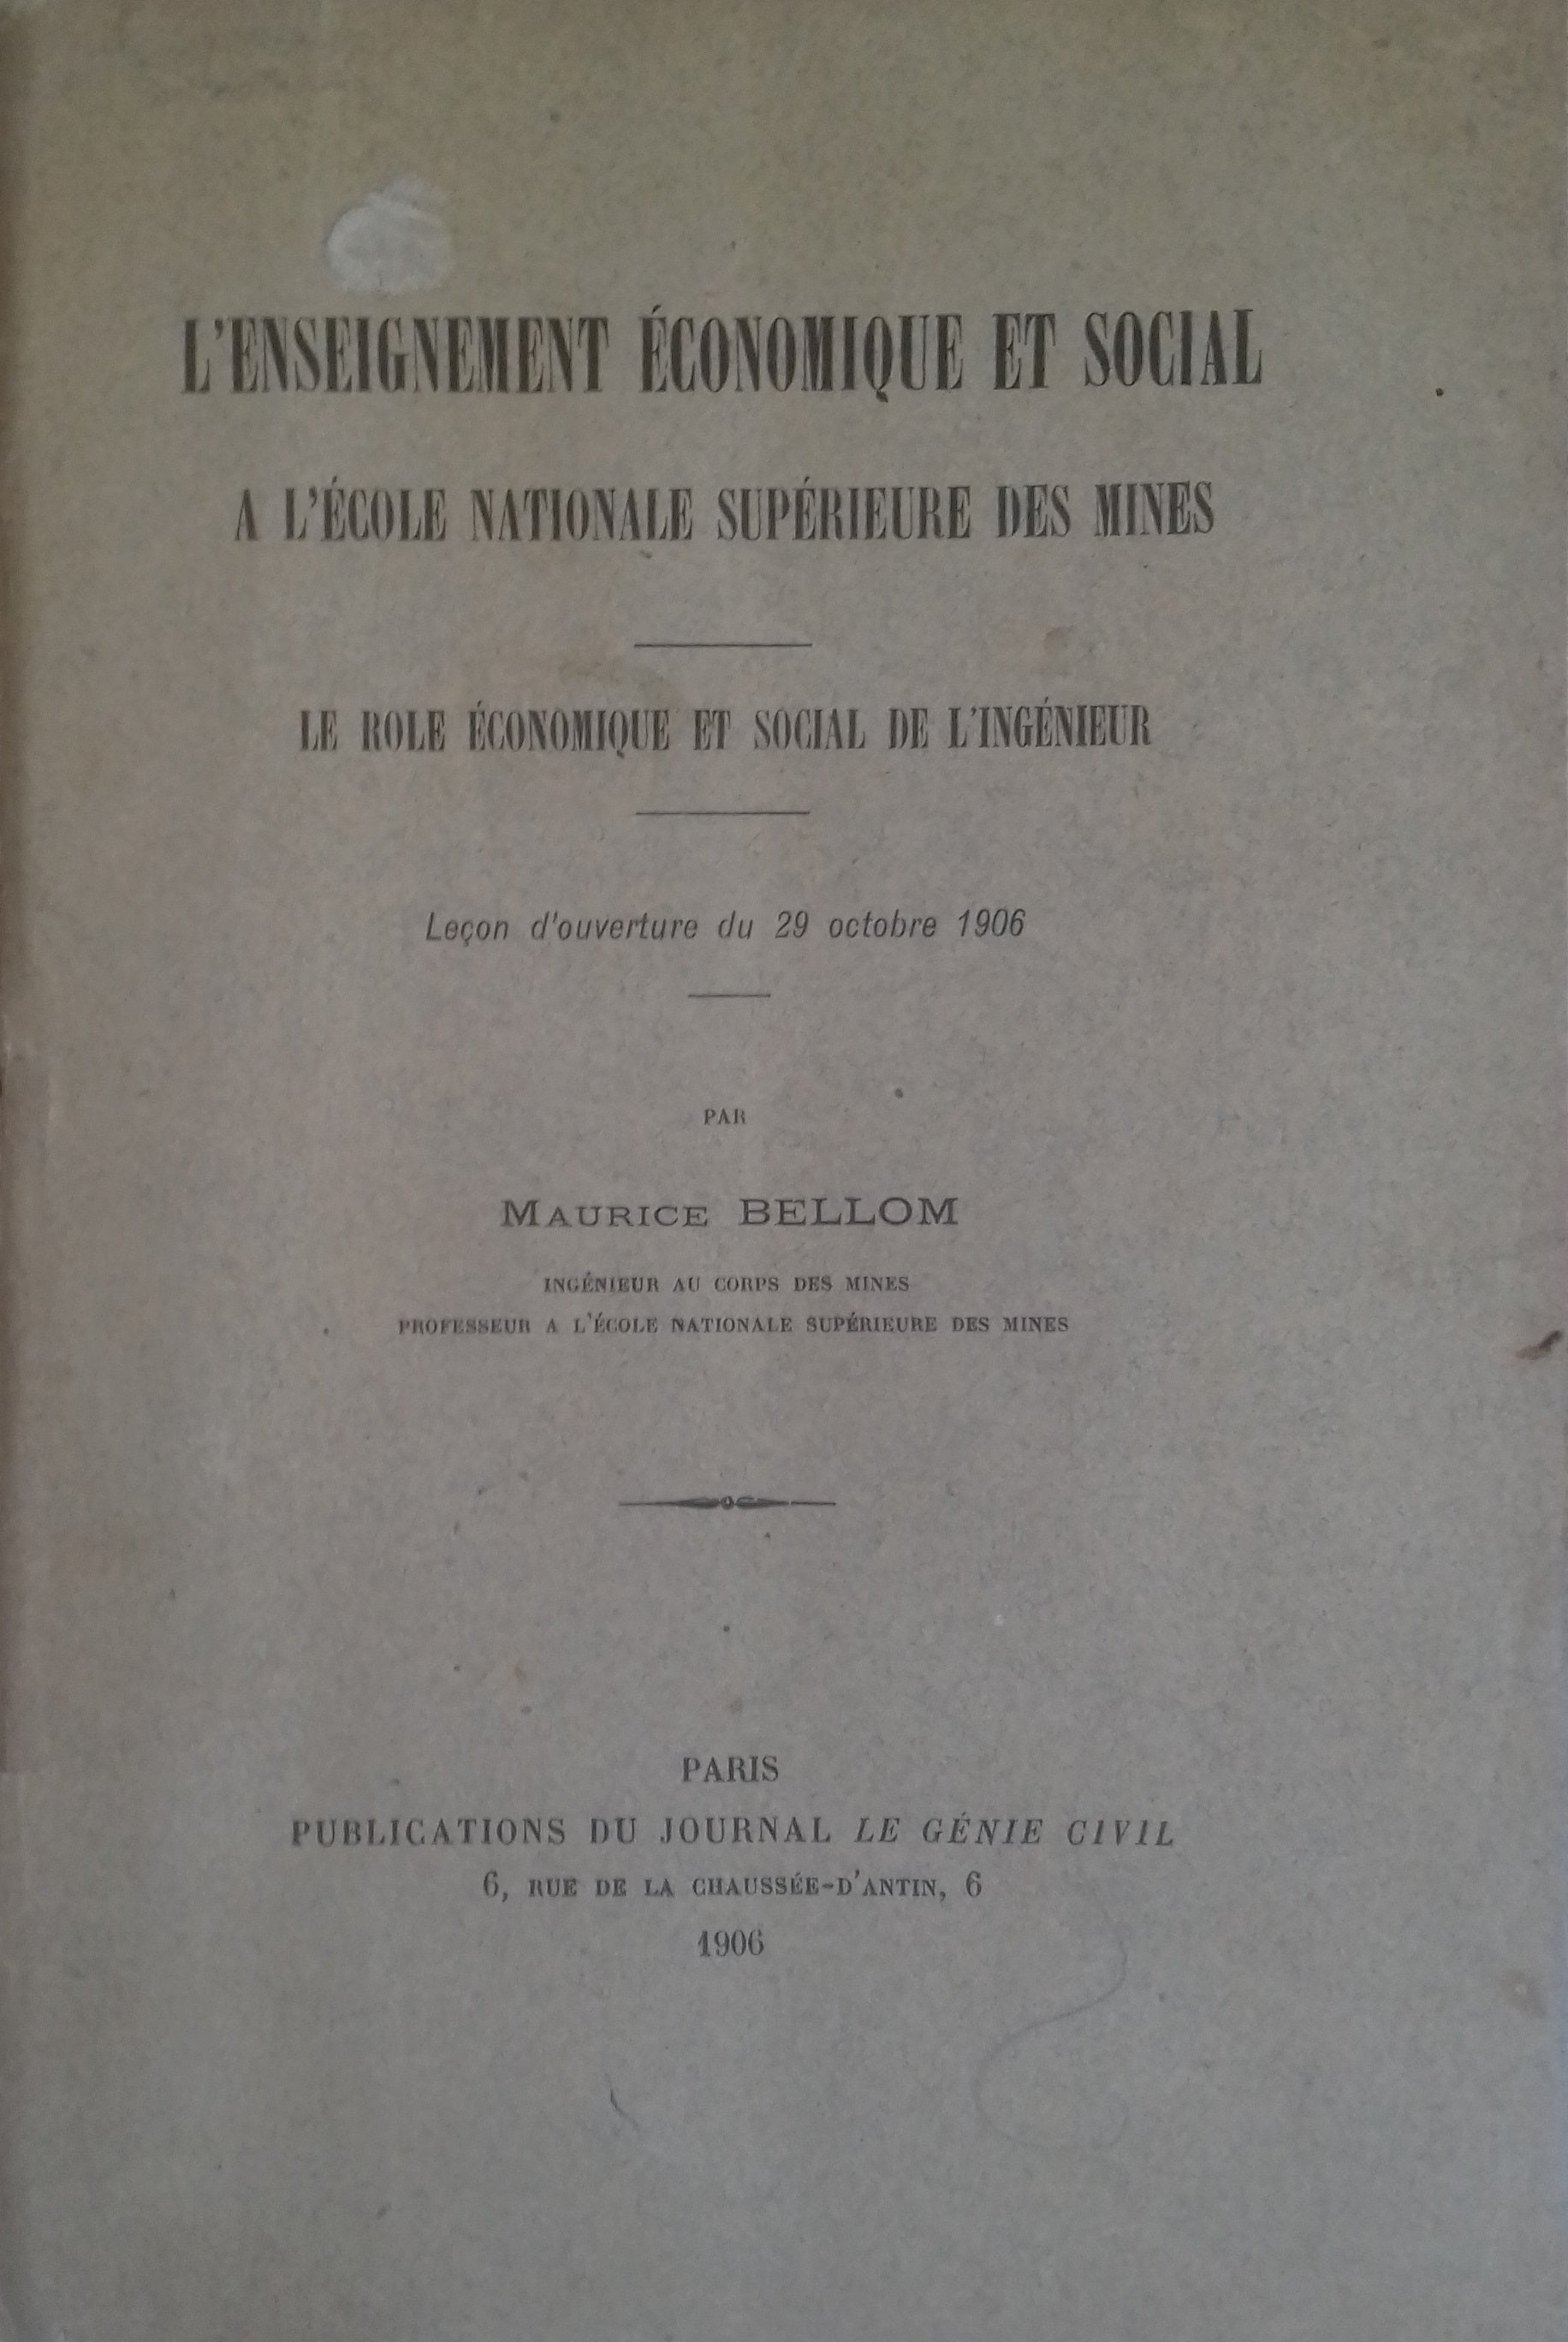 L'ENSEIGNEMENT ÉCONOMIQUE ET SOCIAL
A L'ÉCOLE NATIONALE SUPÉRIEURE DES MINES
LE ROLE ÉCONOMIQUE ET SOCIAL DE L'INGÉNIEUR
Leçon d'ouverture du 29 octobre 1906
PAR
MAURICE BELLOM
INGÉNIEUR AU CORPS DES MINES
PROFESSEUR A L'ÉCOLE NATIONALE SUPÉRIEURE DES MINES
PARIS
PUBLICATIONS DU JOURNAL LE GÉNIE CIVIL
6, RUE DE LA CHAUSSÉE-D'ANTIN, 6
1906